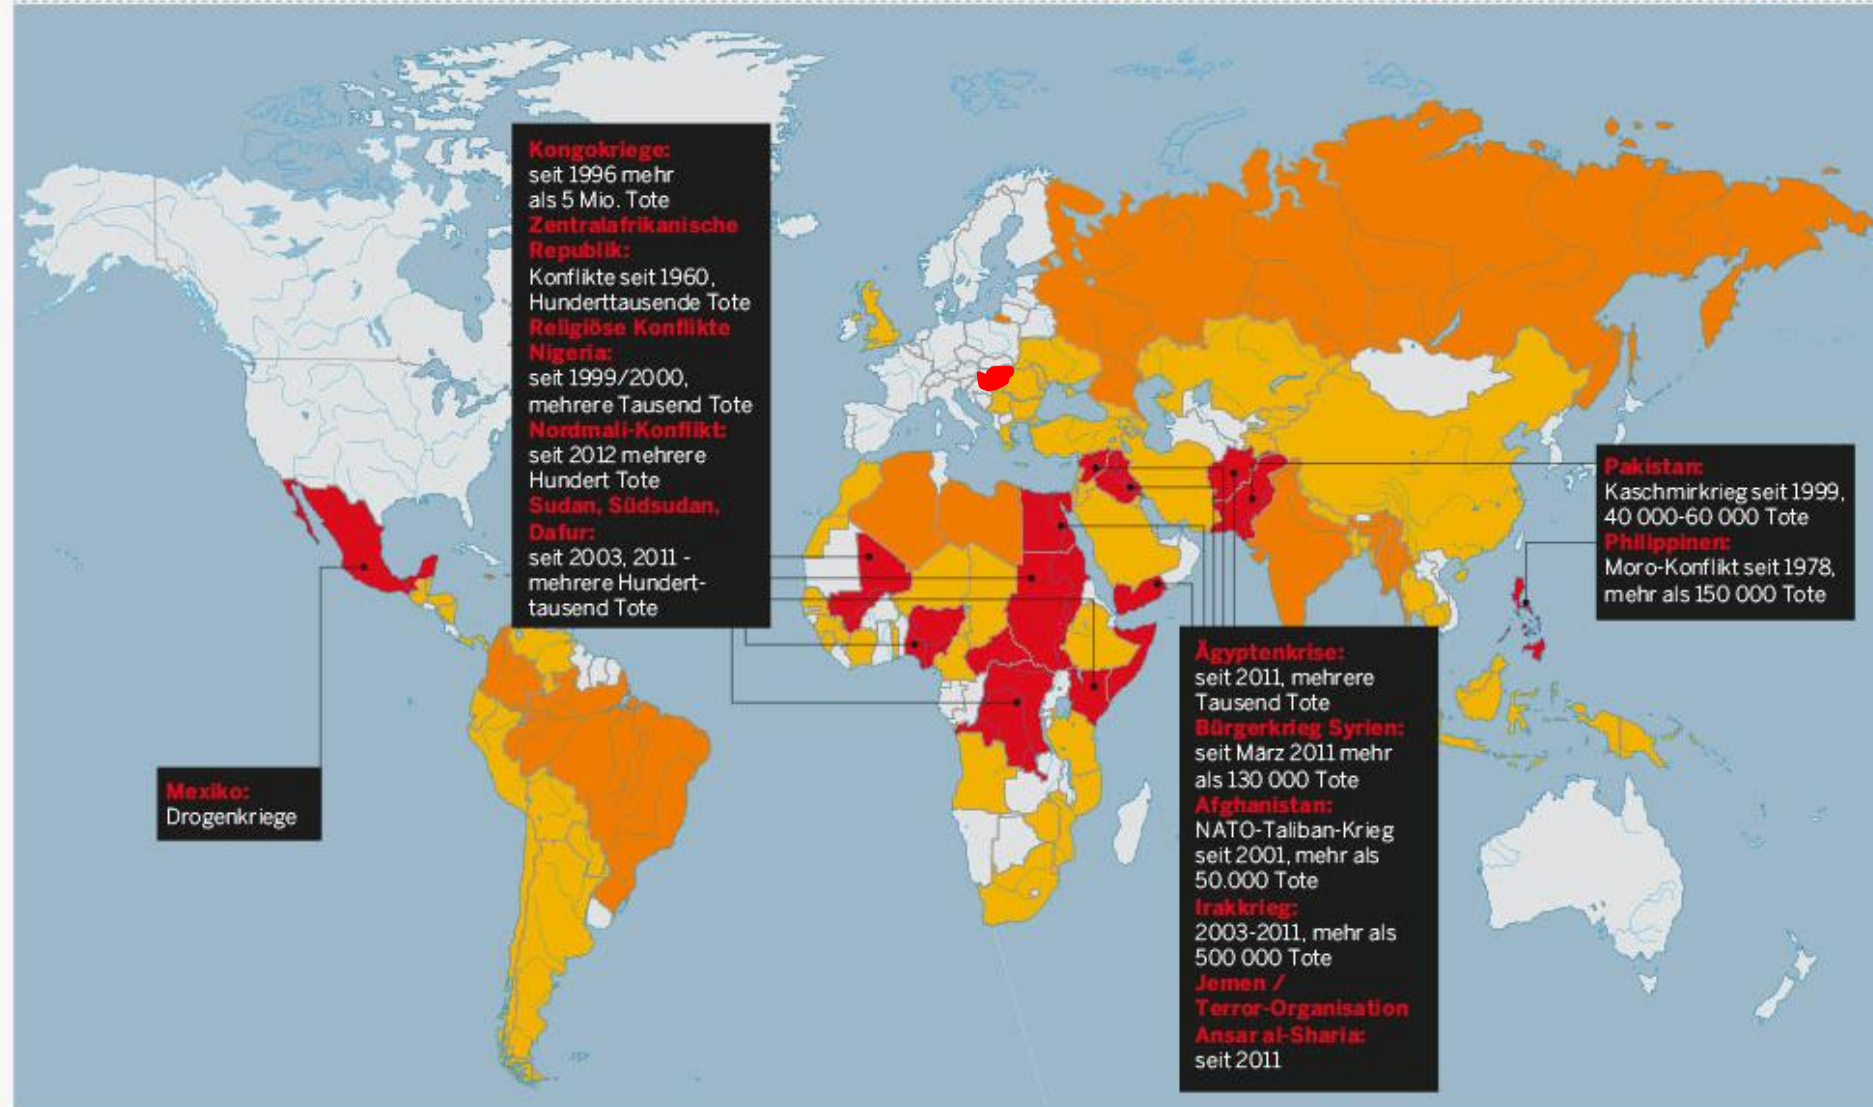 Kongokriege:
seit 1996 mehr
als 5 Mio. Tote
Zentralafrikanische
Republik:
Konflikte seit 1960,
Hunderttausende Tote
Religiöse Konflikte
Nigeria:
seit 1999/2000,
mehrere Tausend Tote
Nordmali-Konflikt:
seit 2012 mehrere
Hundert Tote
Sudan, Südsudan,
Dafur:
seit 2003, 2011 -
mehrere Hundert-
tausend Tote
Mexiko:
Drogenkriege
Pakistan:
Kaschmirkrieg seit 1999,
40 000-60 000 Tote
Philippinen:
Moro-Konflikt seit 1978,
mehr als 150 000 Tote
Ägyptenkrise:
seit 2011, mehrere
Tausend Tote
Bürgerkrieg Syrien:
seit März 2011 mehr
als 130 000 Tote
Afghanistan:
NATO-Taliban-Krieg
seit 2001, mehr als
50.000 Tote
Irakkrieg:
2003-2011, mehr als
500 000 Tote
Jemen /
Terror-Organisation
Ansar al-Sharia:
seit 2011